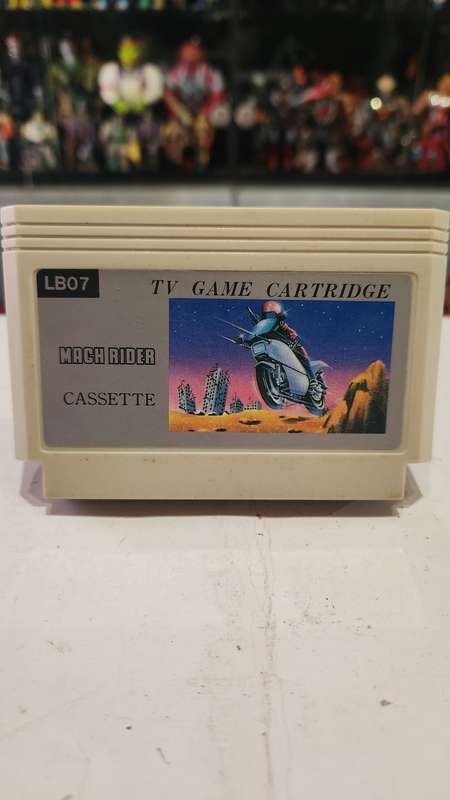 LB07
TV GAME CARTRIDGE
MACH RIDER
CASSETTE